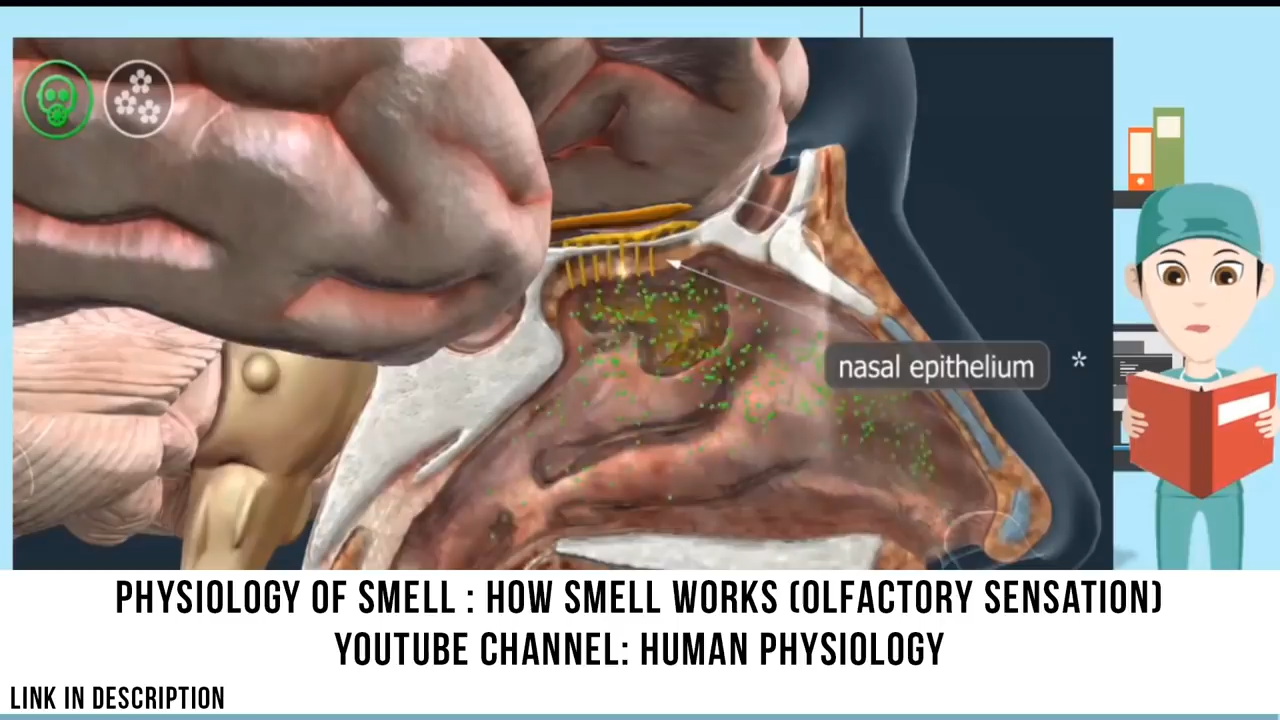 nasal epithelium *
PHYSIOLOGY OF SMELL : HOW SMELL WORKS (OLFACTORY SENSATION)
YOUTUBE CHANNEL: HUMAN PHYSIOLOGY
LINK IN DESCRIPTION